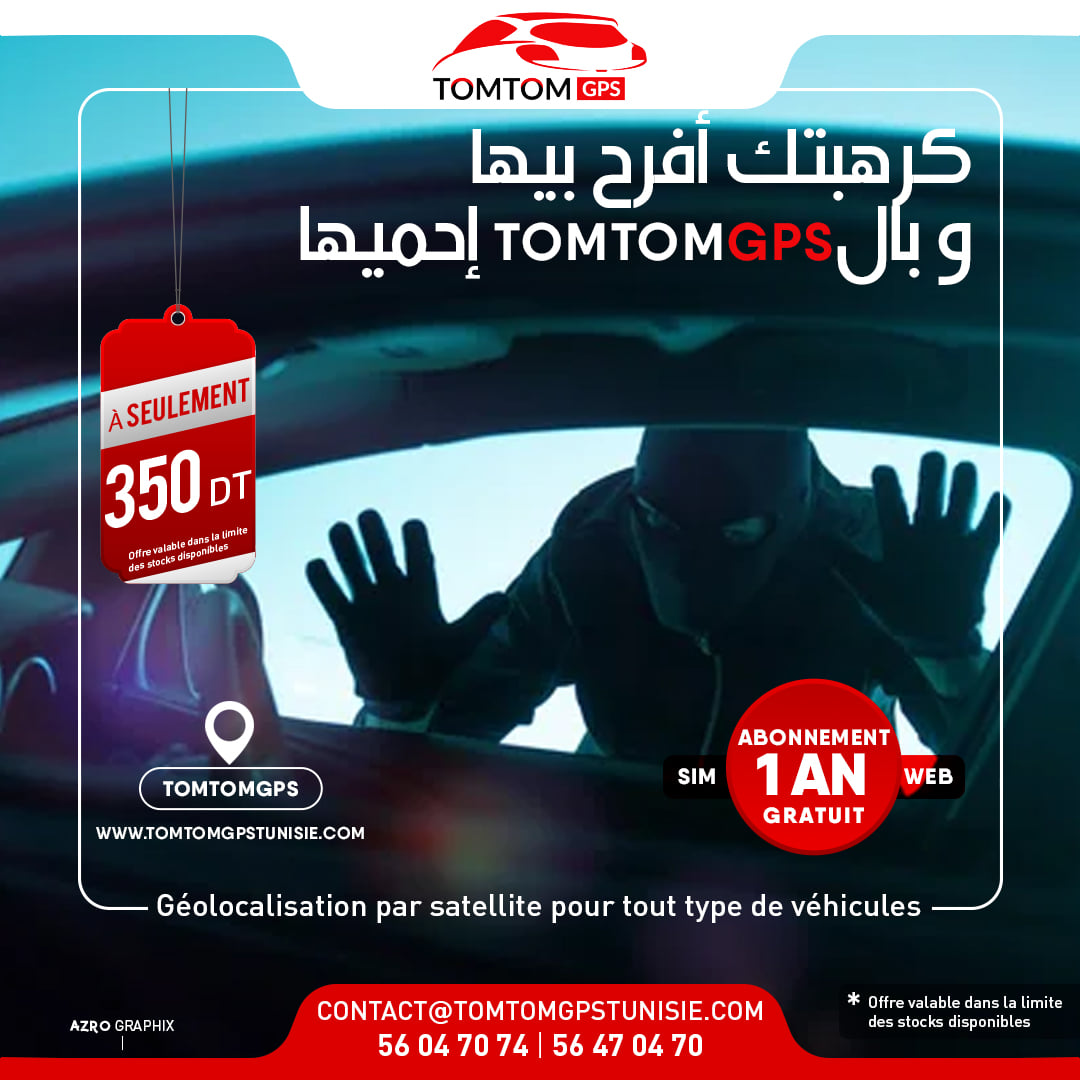 TOMTOM GPS
كرهبتك أفرح بيها
و بال TOMTOMGPS إحميها
À SEULEMENT
350 DT
Offre valable dans la limite
des stocks disponibles
ABONNEMENT
SIM 1 AN WEB
GRATUIT
TOMTOMGPS
WWW.TOMTOMGPSTUNISIE.COM
Géolocalisation par satellite pour tout type de véhicules
CONTACT@TOMTOMGPSTUNISIE.COM
56 04 70 74 | 56 47 04 70
* Offre valable dans la limite
des stocks disponibles
AZRO GRAPHIX